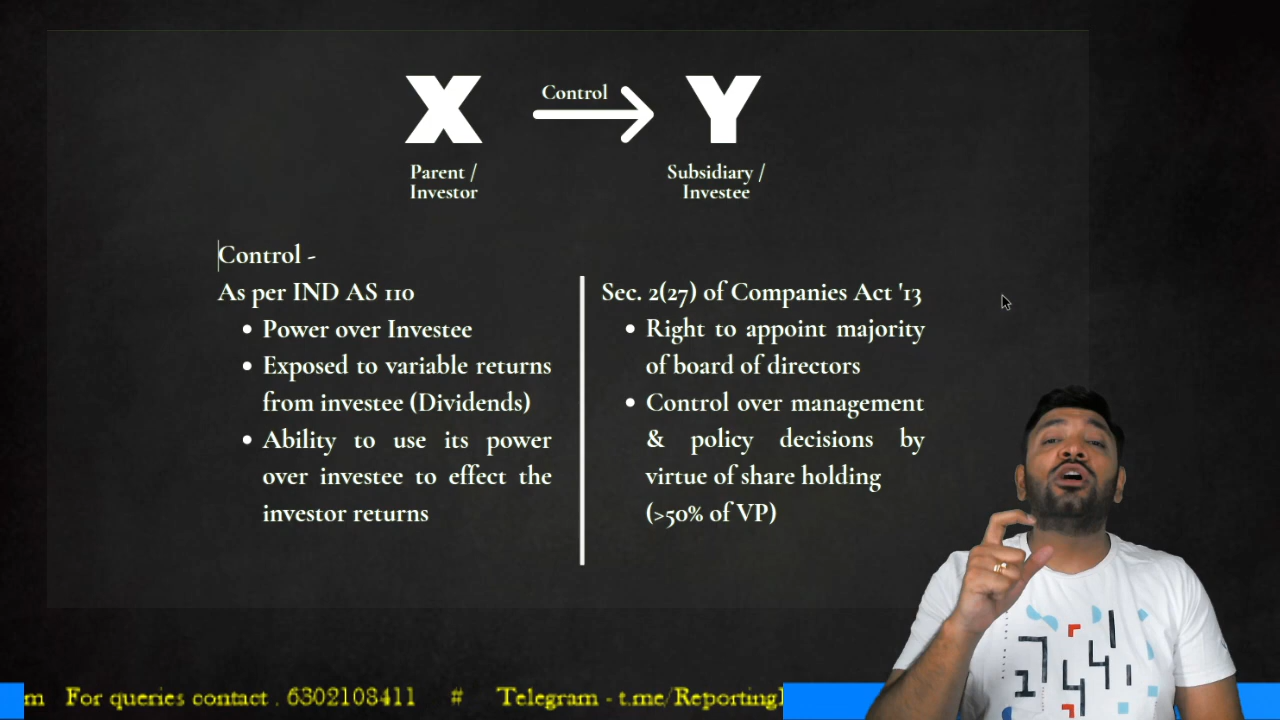 X
Control
Y
Parent /
Investor
Subsidiary /
Investee
Control -
As per IND AS 110
• Power over Investee
• Exposed to variable returns
from investee (Dividends)
• Ability to use its power
over investee to effect the
investor returns
Sec. 2(27) of Companies Act '13
• Right to appoint majority
of board of directors
• Control over management
& policy decisions by
virtue of share holding
(>50% of VP)
m For queries contact . 6302108411 # Telegram - t.me/Reporting